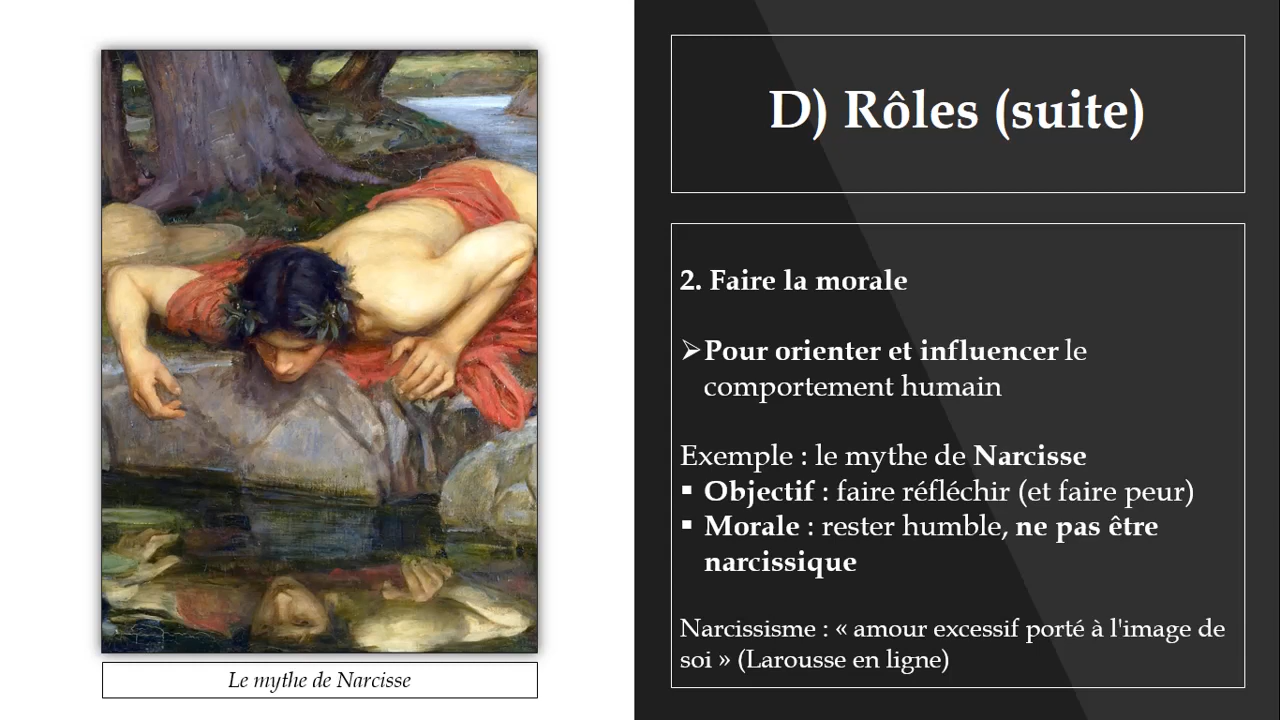 D) Rôles (suite)
2. Faire la morale
➢Pour orienter et influencer le
comportement humain
Exemple : le mythe de Narcisse
▪ Objectif : faire réfléchir (et faire peur)
▪ Morale : rester humble, ne pas être
narcissique
Narcissisme : « amour excessif porté à l'image de
soi » (Larousse en ligne)
Le mythe de Narcisse